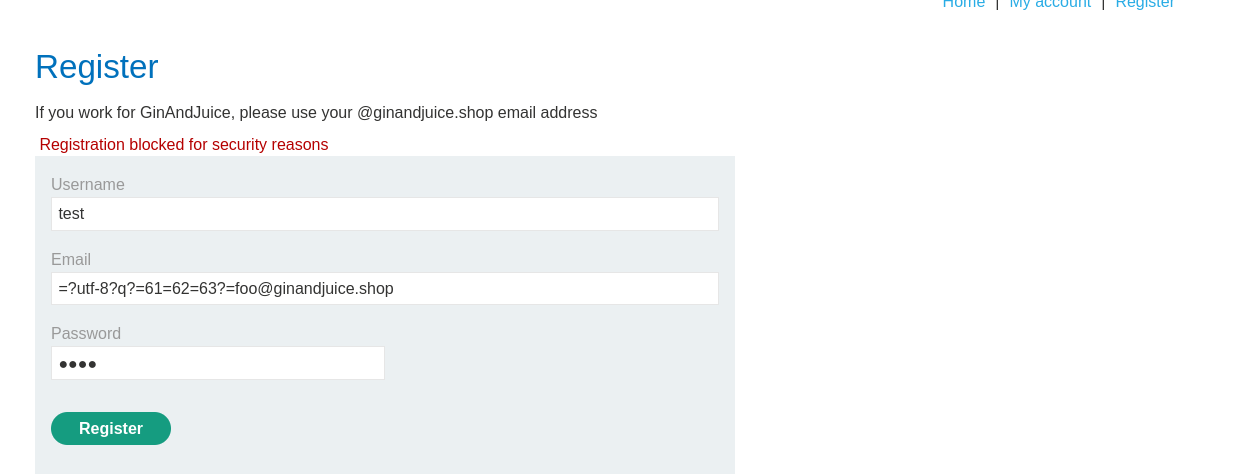 Home | My account | Register
Register
If you work for GinAndJuice, please use your @ginandjuice.shop email address
Registration blocked for security reasons
Username
test
Email
=?utf-8?q?=61=62=63?=foo@ginandjuice.shop
Password
●●●●
Register